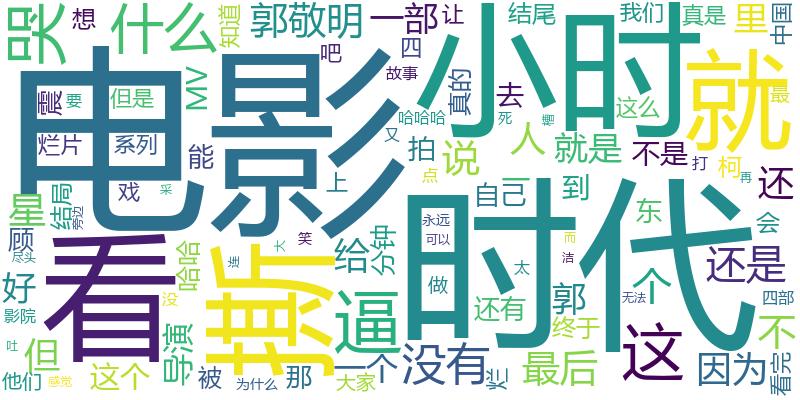 哭
想
什么
知道
郭敬明
一部
让
结尾
我们
真是
里
中国
电影
小时
就
吧
四
故事
MV
震
要
但是
烂片
系列
能
哈哈哈
又
真的
去
死
槽
这么
最
拍
说
人
就是
不是
打
柯
再
还
戏
采
上
点
一
自己
到
东
会
星
结局
旁边
顾
尽头
看
撕
时代
永远
可以
笑
大
连
哈哈
给
分钟
做
太
还有
而
洁
郭
个
还是
无法
四部
好
影院
没
逼
终于
这
不
吐
但
他们
感觉
这个
导演
被
为什么
那
一个
大家
没有
烂
最后
因为
看完